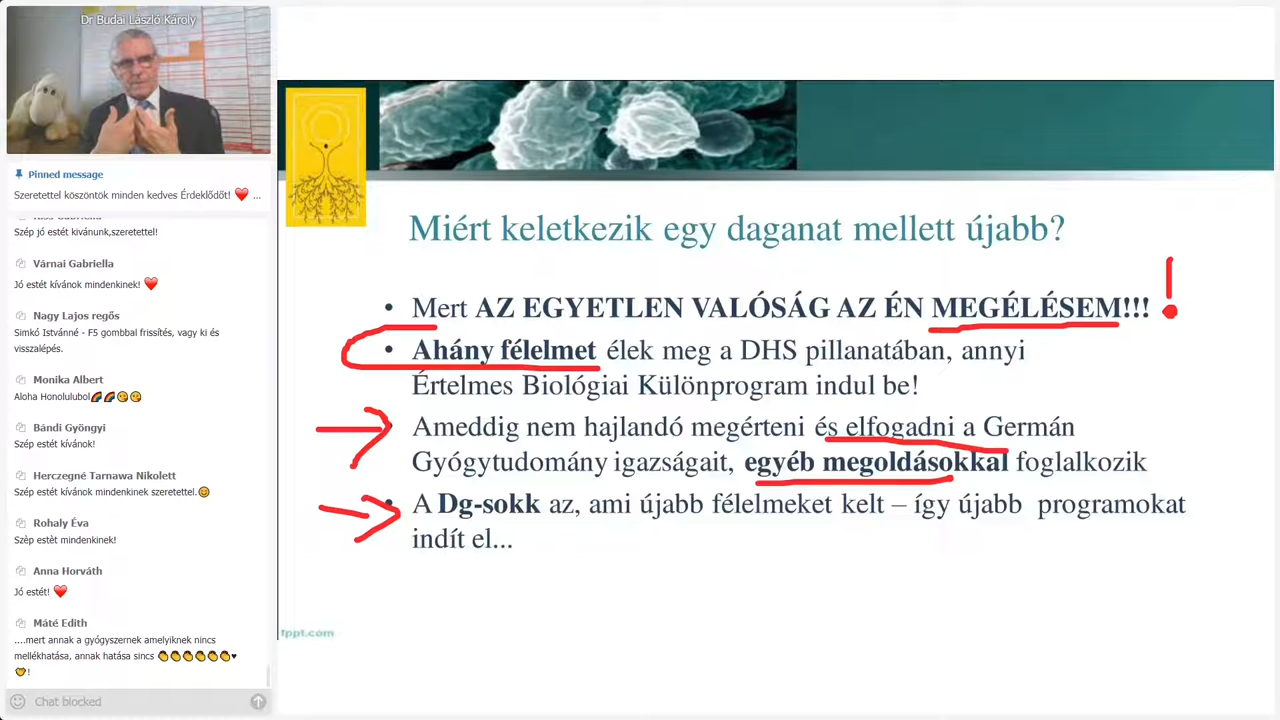 Dr Budai László Károly
Pinned message
Szeretettel köszöntök minden kedves Érdeklődőt! ❤️ ...
Szép jó estét kivánunk,szeretettel!
Várnai Gabriella
Jó estét kívánok mindenkinek! ❤️
Nagy Lajos regős
Simkó Istvánné - F5 gombbal frissítés, vagy ki és
visszalépés.
Monika Albert
Aloha Honolulubol🌈🌈😘😘
Bándi Gyöngyi
Szép estét kívánok!
Herczegné Tarnawa Nikolett
Szép estét kívánok mindenkinek szeretettel.😊
Rohaly Éva
Szèp estèt mindenkinek!
Anna Horváth
Jó estét! ❤️
Máté Edith
....mert annak a gyógyszernek amelyiknek nincs
mellékhatása, annak hatása sincs 👏👏👏👏👏👏♥
!
Chat blocked
Miért keletkezik egy daganat mellett újabb?
• Mert AZ EGYETLEN VALÓSÁG AZ ÉN MEGÉLÉSEM!!! !
• Ahány félelmet élek meg a DHS pillanatában, annyi
Értelmes Biológiai Különprogram indul be!
• Ameddig nem hajlandó megérteni és elfogadni a Germán
Gyógytudomány igazságait, egyéb megoldásokkal foglalkozik
• A Dg-sokk az, ami újabb félelmeket kelt – így újabb programokat
indít el...
fppt.com